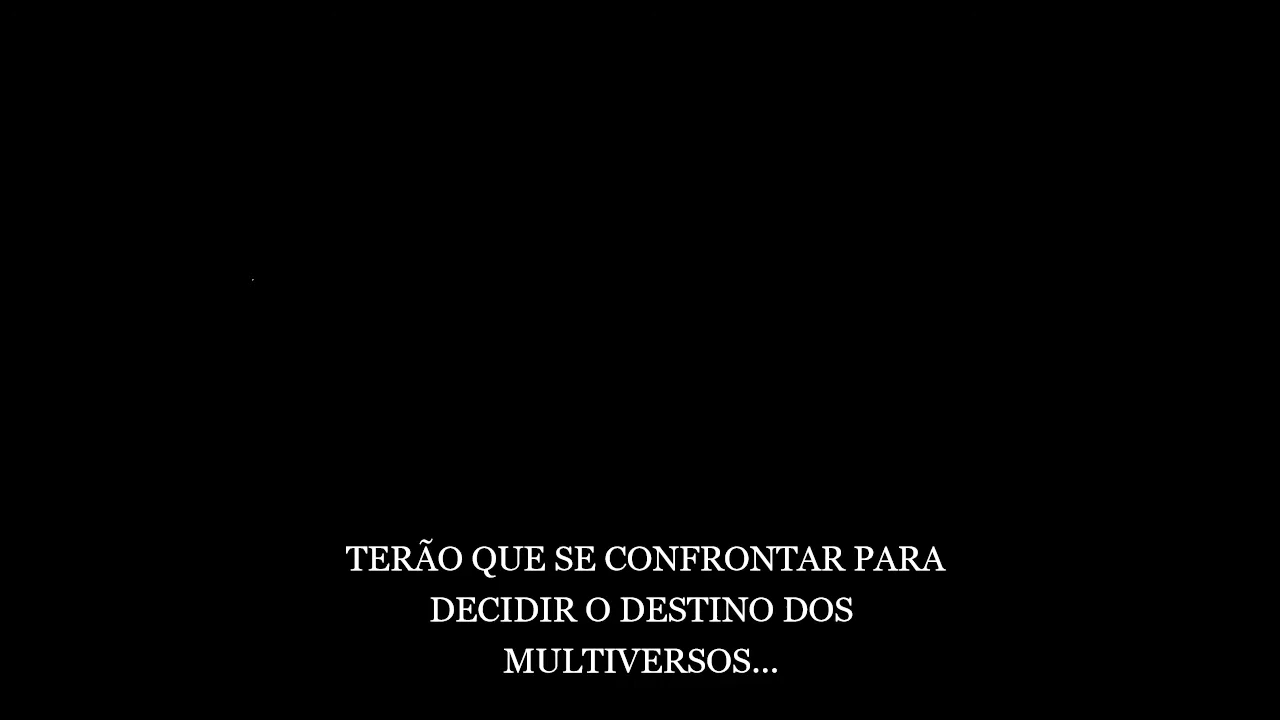 TERÃO QUE SE CONFRONTAR PARA
DECIDIR O DESTINO DOS
MULTIVERSOS...